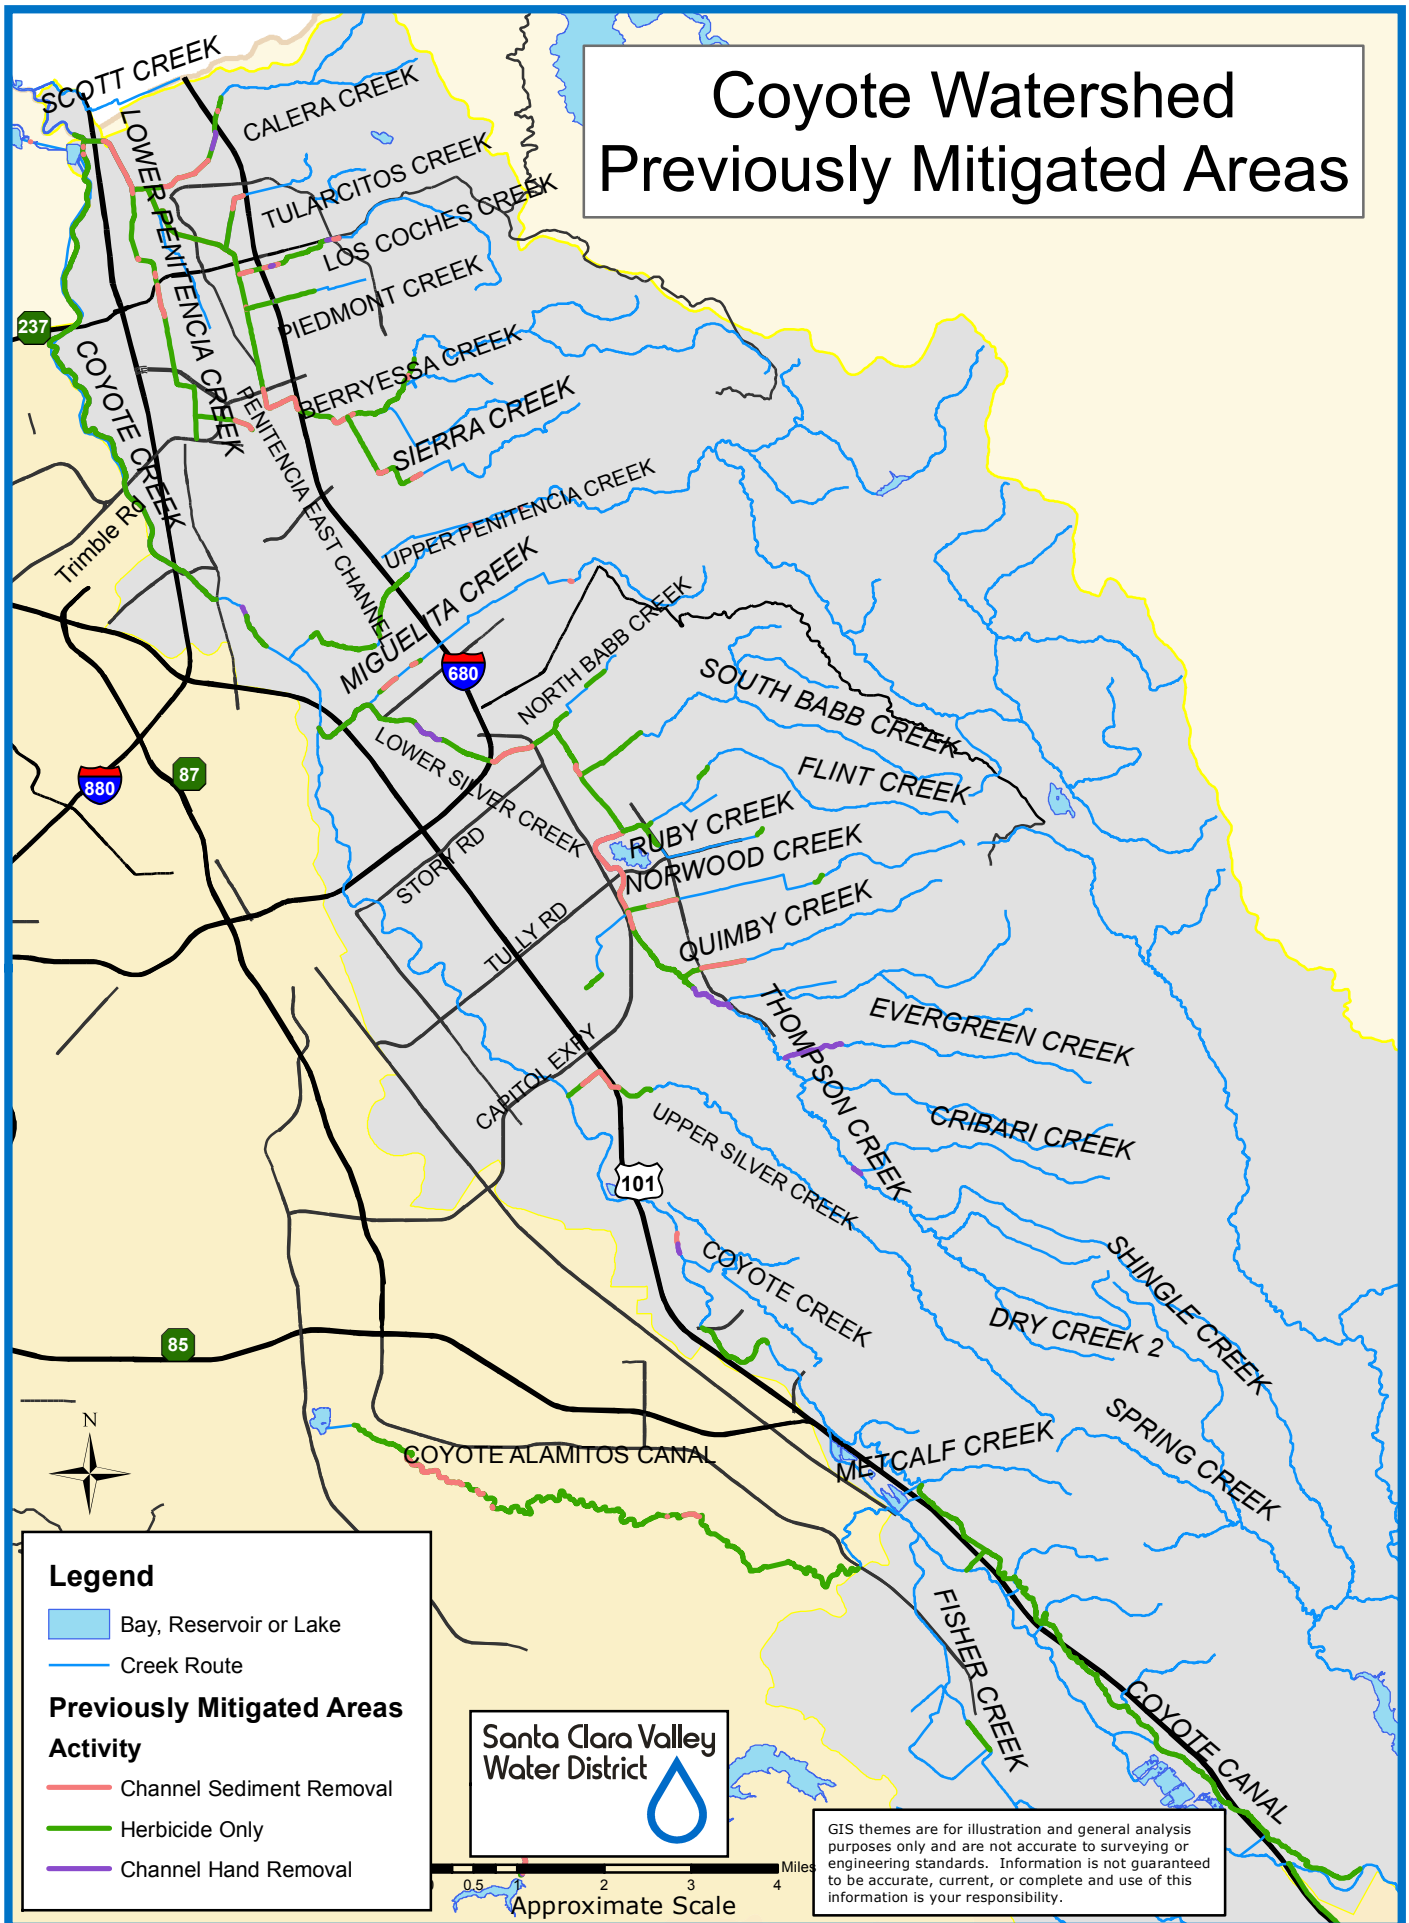 Coyote Watershed
Previously Mitigated Areas
SCOTT CREEK
CALERA CREEK
LOWER PENITENCIA CREEK
TULARCITOS CREEK
LOS COCHES CREEK
PIEDMONT CREEK
237
COYOTE CREEK
BERRYESSA CREEK
SIERRA CREEK
PENITENCIA EAST CHANNEL
UPPER PENITENCIA CREEK
Trimble Rd
MIGUELITA CREEK
NORTH BABB CREEK
680
SOUTH BABB CREEK
LOWER SILVER CREEK
FLINT CREEK
87
880
RUBY CREEK
STORY RD
NORWOOD CREEK
TULLY RD
QUIMBY CREEK
THOMPSON CREEK
EVERGREEN CREEK
CAPITOL EXPY
UPPER SILVER CREEK
CRIBARI CREEK
101
COYOTE CREEK
SHINGLE CREEK
DRY CREEK 2
85
SPRING CREEK
METCALF CREEK
N
COYOTE ALAMITOS CANAL
FISHER CREEK
COYOTE CANAL
Legend
Bay, Reservoir or Lake
Creek Route
Previously Mitigated Areas
Activity
Channel Sediment Removal
Herbicide Only
Channel Hand Removal
Santa Clara Valley
Water District
0.5 1 2 3 4 Miles
Approximate Scale
GIS themes are for illustration and general analysis
purposes only and are not accurate to surveying or
engineering standards. Information is not guaranteed
to be accurate, current, or complete and use of this
information is your responsibility.